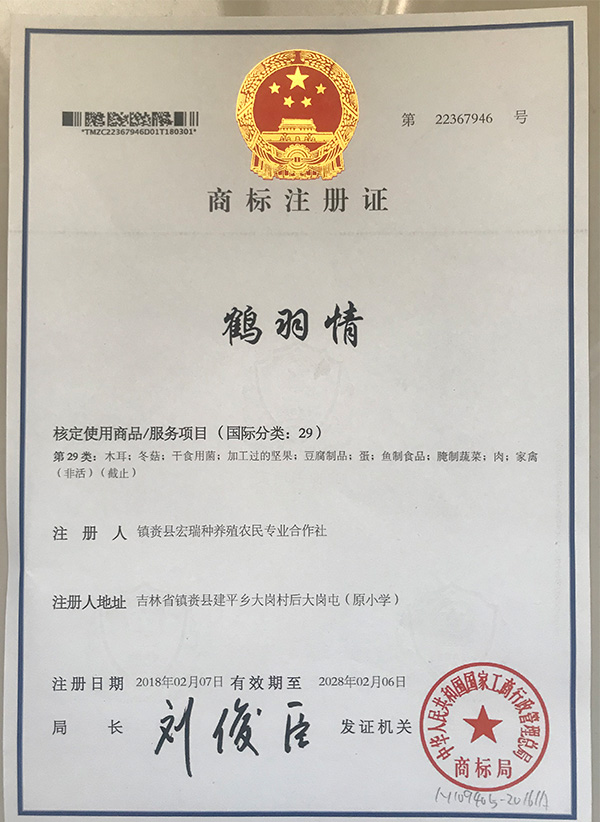 第 22367946 号
*TMZC22367946D01T180301*
商标注册证
鹤羽情
核定使用商品/服务项目（国际分类：29）
第29类：木耳；冬菇；干食用菌；加工过的坚果；豆腐制品；蛋；鱼制食品；腌制蔬菜；肉；家禽
（非活）（截止）
注册人 镇赉县宏瑞种养殖农民专业合作社
注册人地址 吉林省镇赉县建平乡大岗村后大岗屯（原小学）
注册日期 2018年02月07日 有效期至 2028年02月06日
局长 刘俊臣 发证机关
中华人民共和国国家工商行政管理总局
商标局